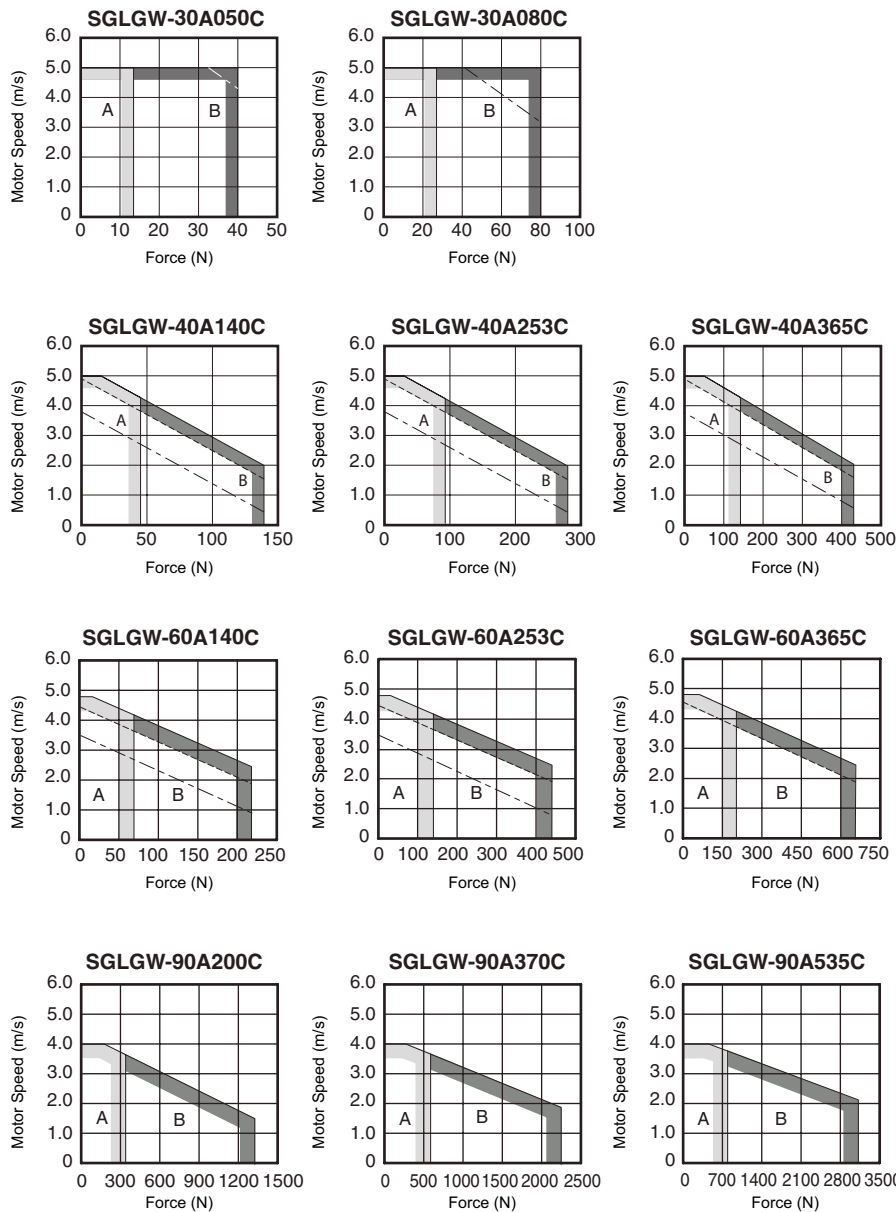 SGLGW-30A050C
Motor Speed (m/s)
6.0
5.0
4.0
3.0
2.0
1.0
0
A
B
0 10 20 30 40 50
Force (N)
SGLGW-30A080C
Motor Speed (m/s)
6.0
5.0
4.0
3.0
2.0
1.0
0
A
B
0 20 40 60 80 100
Force (N)
SGLGW-40A140C
Motor Speed (m/s)
6.0
5.0
4.0
3.0
2.0
1.0
0
A
B
0 50 100 150
Force (N)
SGLGW-40A253C
Motor Speed (m/s)
6.0
5.0
4.0
3.0
2.0
1.0
0
A
B
0 100 200 300
Force (N)
SGLGW-40A365C
Motor Speed (m/s)
6.0
5.0
4.0
3.0
2.0
1.0
0
A
B
0 100 200 300 400 500
Force (N)
SGLGW-60A140C
Motor Speed (m/s)
6.0
5.0
4.0
3.0
2.0
1.0
0
A
B
0 50 100 150 200 250
Force (N)
SGLGW-60A253C
Motor Speed (m/s)
6.0
5.0
4.0
3.0
2.0
1.0
0
A
B
0 100 200 300 400 500
Force (N)
SGLGW-60A365C
Motor Speed (m/s)
6.0
5.0
4.0
3.0
2.0
1.0
0
A
B
0 150 300 450 600 750
Force (N)
SGLGW-90A200C
Motor Speed (m/s)
6.0
5.0
4.0
3.0
2.0
1.0
0
A
B
0 300 600 900 1200 1500
Force (N)
SGLGW-90A370C
Motor Speed (m/s)
6.0
5.0
4.0
3.0
2.0
1.0
0
A
B
0 500 1000 1500 2000 2500
Force (N)
SGLGW-90A535C
Motor Speed (m/s)
6.0
5.0
4.0
3.0
2.0
1.0
0
A
B
0 700 1400 2100 2800 3500
Force (N)